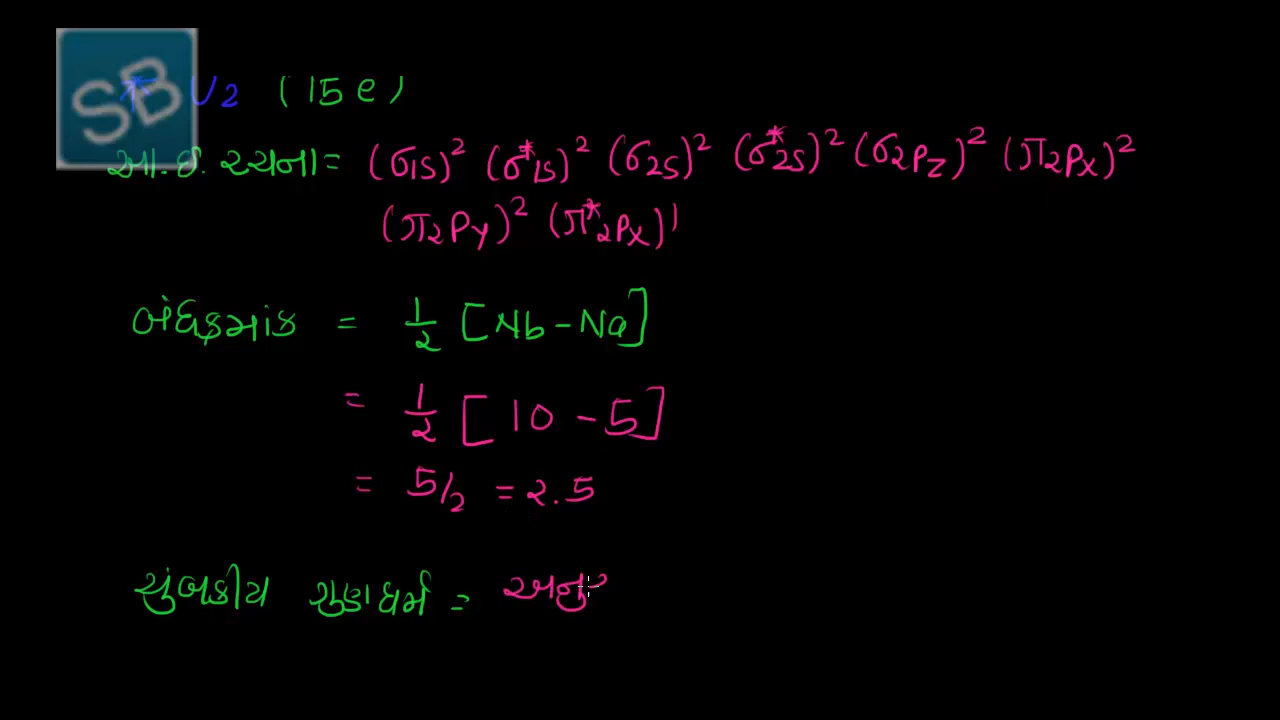 SB
* O2 (15 e)
આ.ઈ. રચના = (σ1s)² (σ*1s)² (σ2s)² (σ*2s)² (σ2Pz)² (π2Px)²
(π2Py)² (π*2Px)¹
બંધક્રમાંક = 1/2 [Nb - Na]
= 1/2 [10 - 5]
= 5/2 = 2.5
ચુંબકીય ગુણધર્મ = અનુ